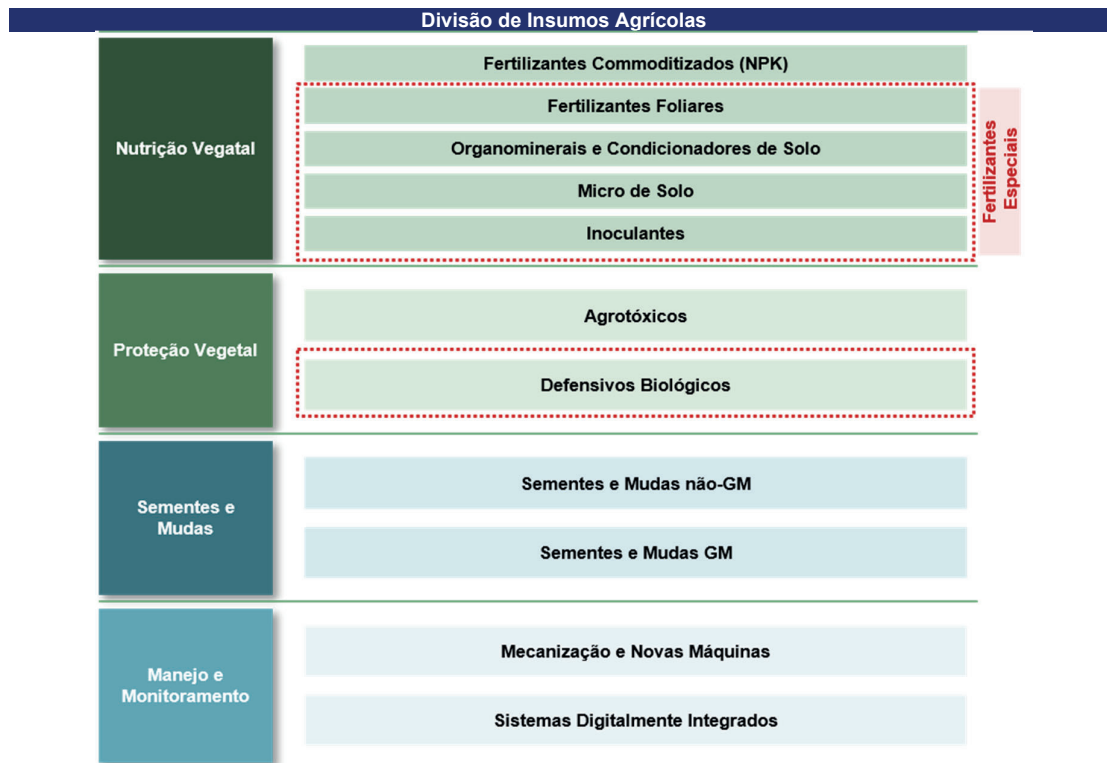 Divisão de Insumos Agrícolas
Nutrição Vegatal
Fertilizantes Commoditizados (NPK)
Fertilizantes Foliares
Organominerais e Condicionadores de Solo
Micro de Solo
Inoculantes
Fertilizantes
Especiais
Proteção Vegetal
Agrotóxicos
Defensivos Biológicos
Sementes e
Mudas
Sementes e Mudas não-GM
Sementes e Mudas GM
Manejo e
Monitoramento
Mecanização e Novas Máquinas
Sistemas Digitalmente Integrados